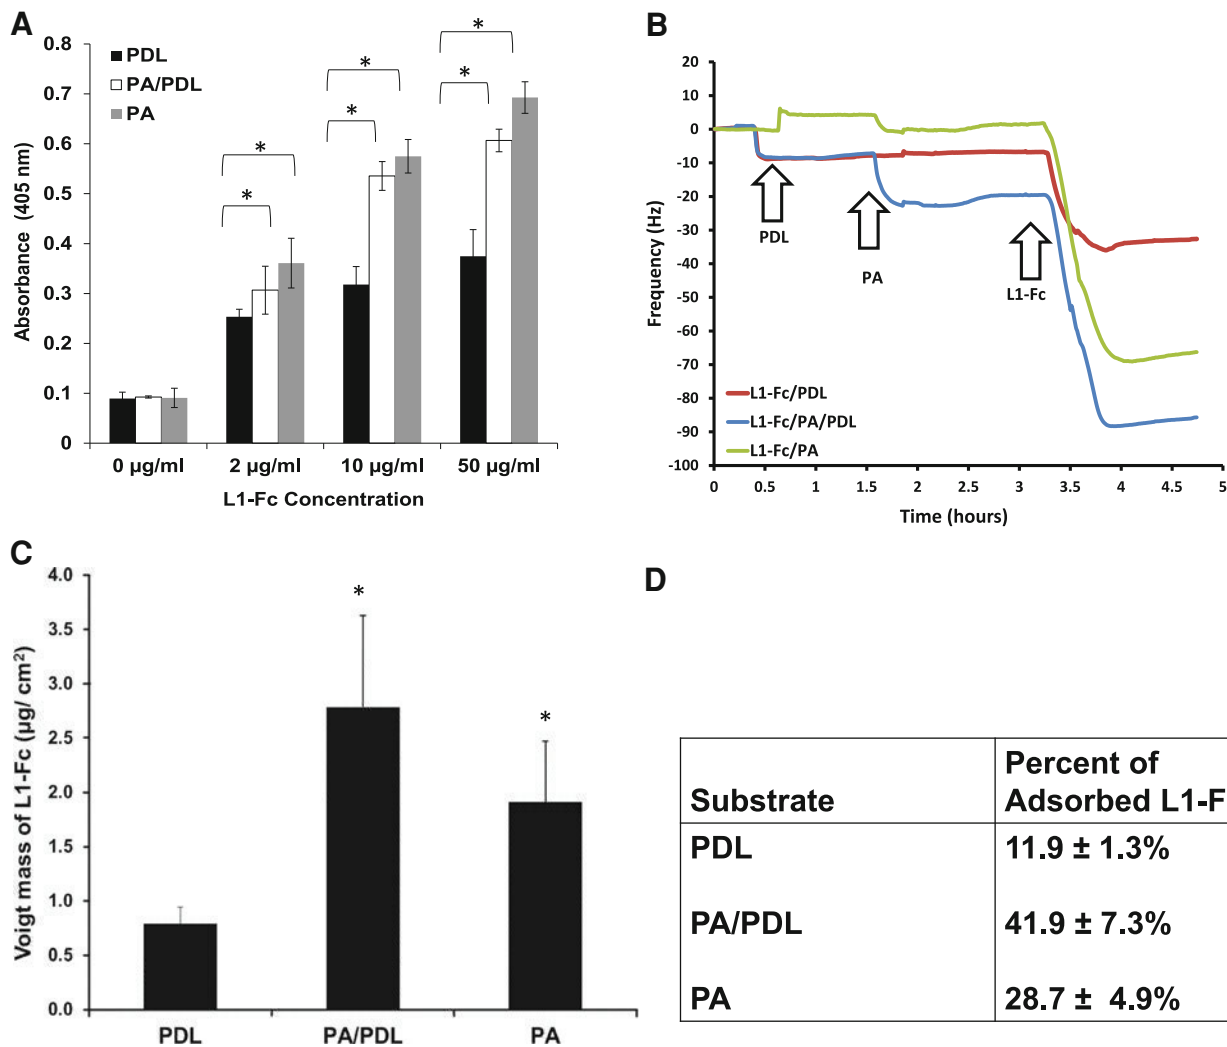 A
0.8
0.7
0.6
0.5
0.4
0.3
0.2
0.1
0
Absorbance (405 nm)
PDL
PA/PDL
PA
*
*
*
*
*
*
0 µg/ml 2 µg/ml 10 µg/ml 50 µg/ml
L1-Fc Concentration
B
20
10
0
-10
-20
-30
-40
-50
-60
-70
-80
-90
-100
Frequency (Hz)
PDL
PA
L1-Fc
L1-Fc/PDL
L1-Fc/PA/PDL
L1-Fc/PA
0 0.5 1 1.5 2 2.5 3 3.5 4 4.5 5
Time (hours)
C
4.0
3.5
3.0
2.5
2.0
1.5
1.0
0.5
0.0
Voigt mass of L1-Fc (µg/ cm²)
*
*
PDL PA/PDL PA
D
Percent of
Substrate Adsorbed L1-F
PDL 11.9 ± 1.3%
PA/PDL 41.9 ± 7.3%
PA 28.7 ± 4.9%